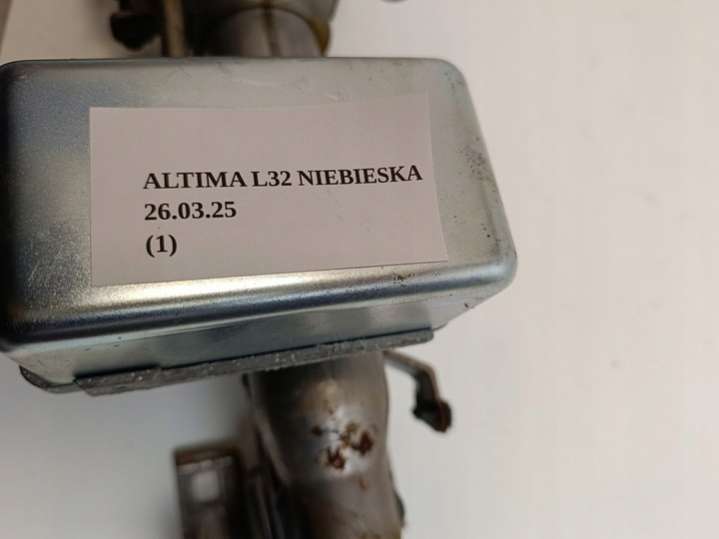 ALTIMA L32 NIEBIESKA
26.03.25
(1)